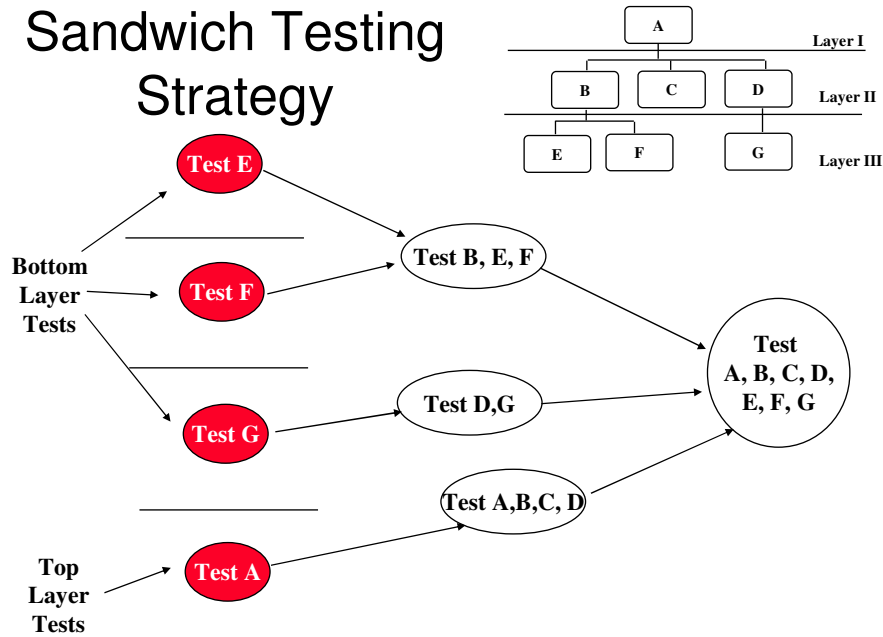 Sandwich Testing
Strategy
A
Layer I
B
C
D
Layer II
E
F
G
Layer III
Test E
Bottom
Layer
Tests
Test F
Test B, E, F
Test G
Test D,G
Test
A, B, C, D,
E, F, G
Test A,B,C, D
Top
Layer
Tests
Test A